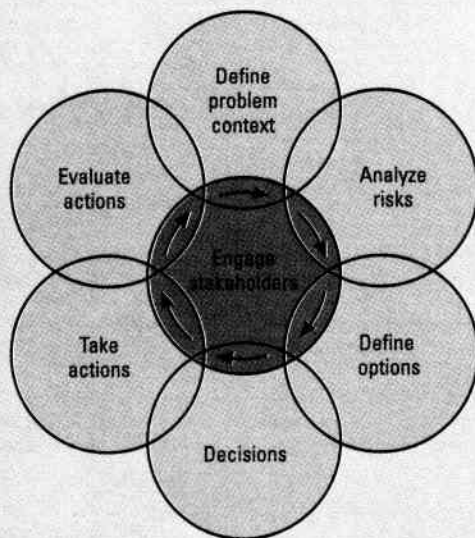 Define
problem
context
Evaluate
actions
Analyze
risks
Engage
stakeholders
Take
actions
Define
options
Decisions